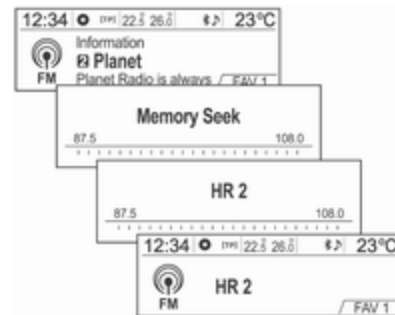 12:34 [TP] 22.5 26.0 23°C
Information
2 Planet
FM Planet Radio is always FAV 1
Memory Seek
87.5 108.0
HR 2
87.5 108.0
12:34 [TP] 22.5 26.0 23°C
HR 2
FM
FAV 1